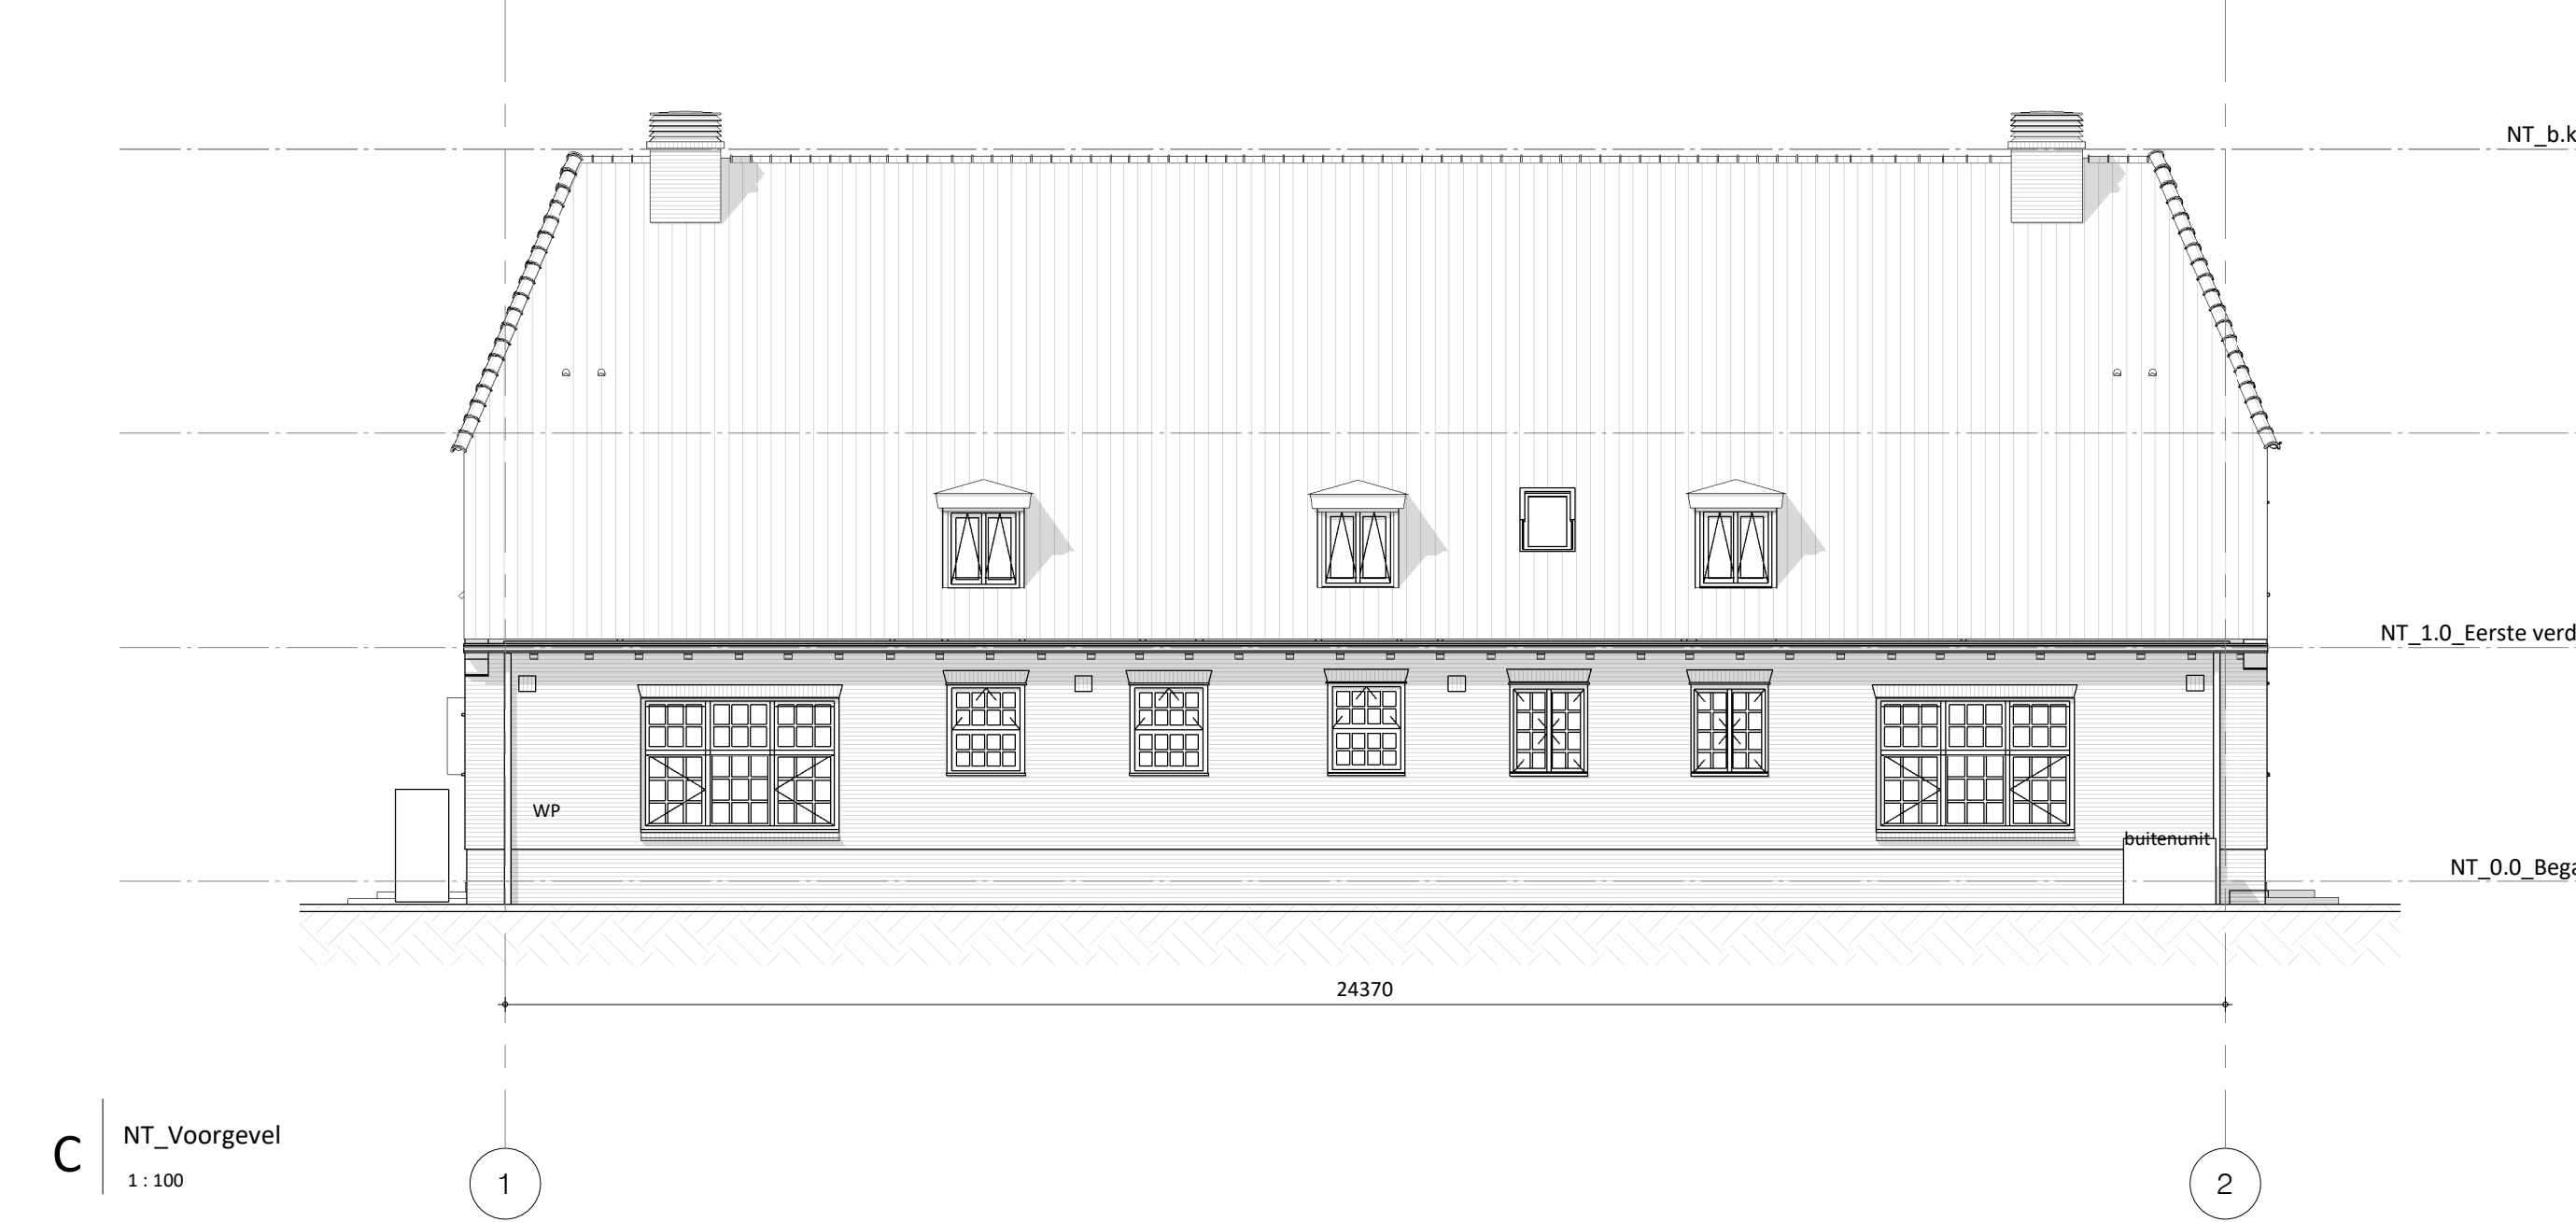 NT_b.k
NT_1.0_Eerste verd
WP
buitenunit
NT_0.0_Bega
24370
C
NT_Voorgevel
1 : 100
1
2